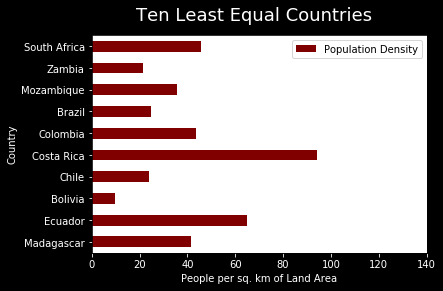 Ten Least Equal Countries
Population Density
Country
South Africa
Zambia
Mozambique
Brazil
Colombia
Costa Rica
Chile
Bolivia
Ecuador
Madagascar
0 20 40 60 80 100 120 140
People per sq. km of Land Area